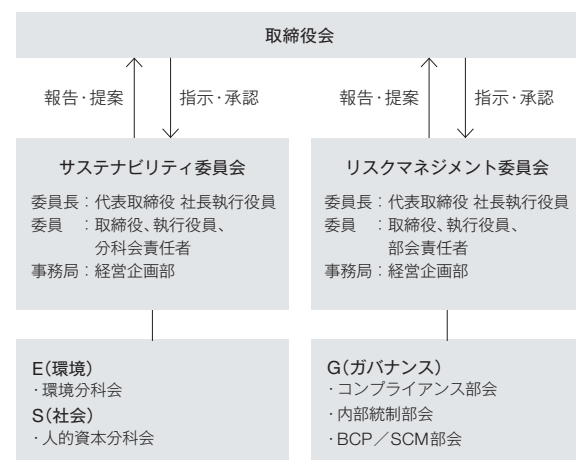 取締役会
報告・提案
指示・承認
報告・提案
指示・承認
サステナビリティ委員会
委員長：代表取締役 社長執行役員
委員　：取締役、執行役員、
分科会責任者
事務局：経営企画部
リスクマネジメント委員会
委員長：代表取締役 社長執行役員
委員　：取締役、執行役員、
部会責任者
事務局：経営企画部
E（環境）
・環境分科会
S（社会）
・人的資本分科会
G（ガバナンス）
・コンプライアンス部会
・内部統制部会
・BCP／SCM部会